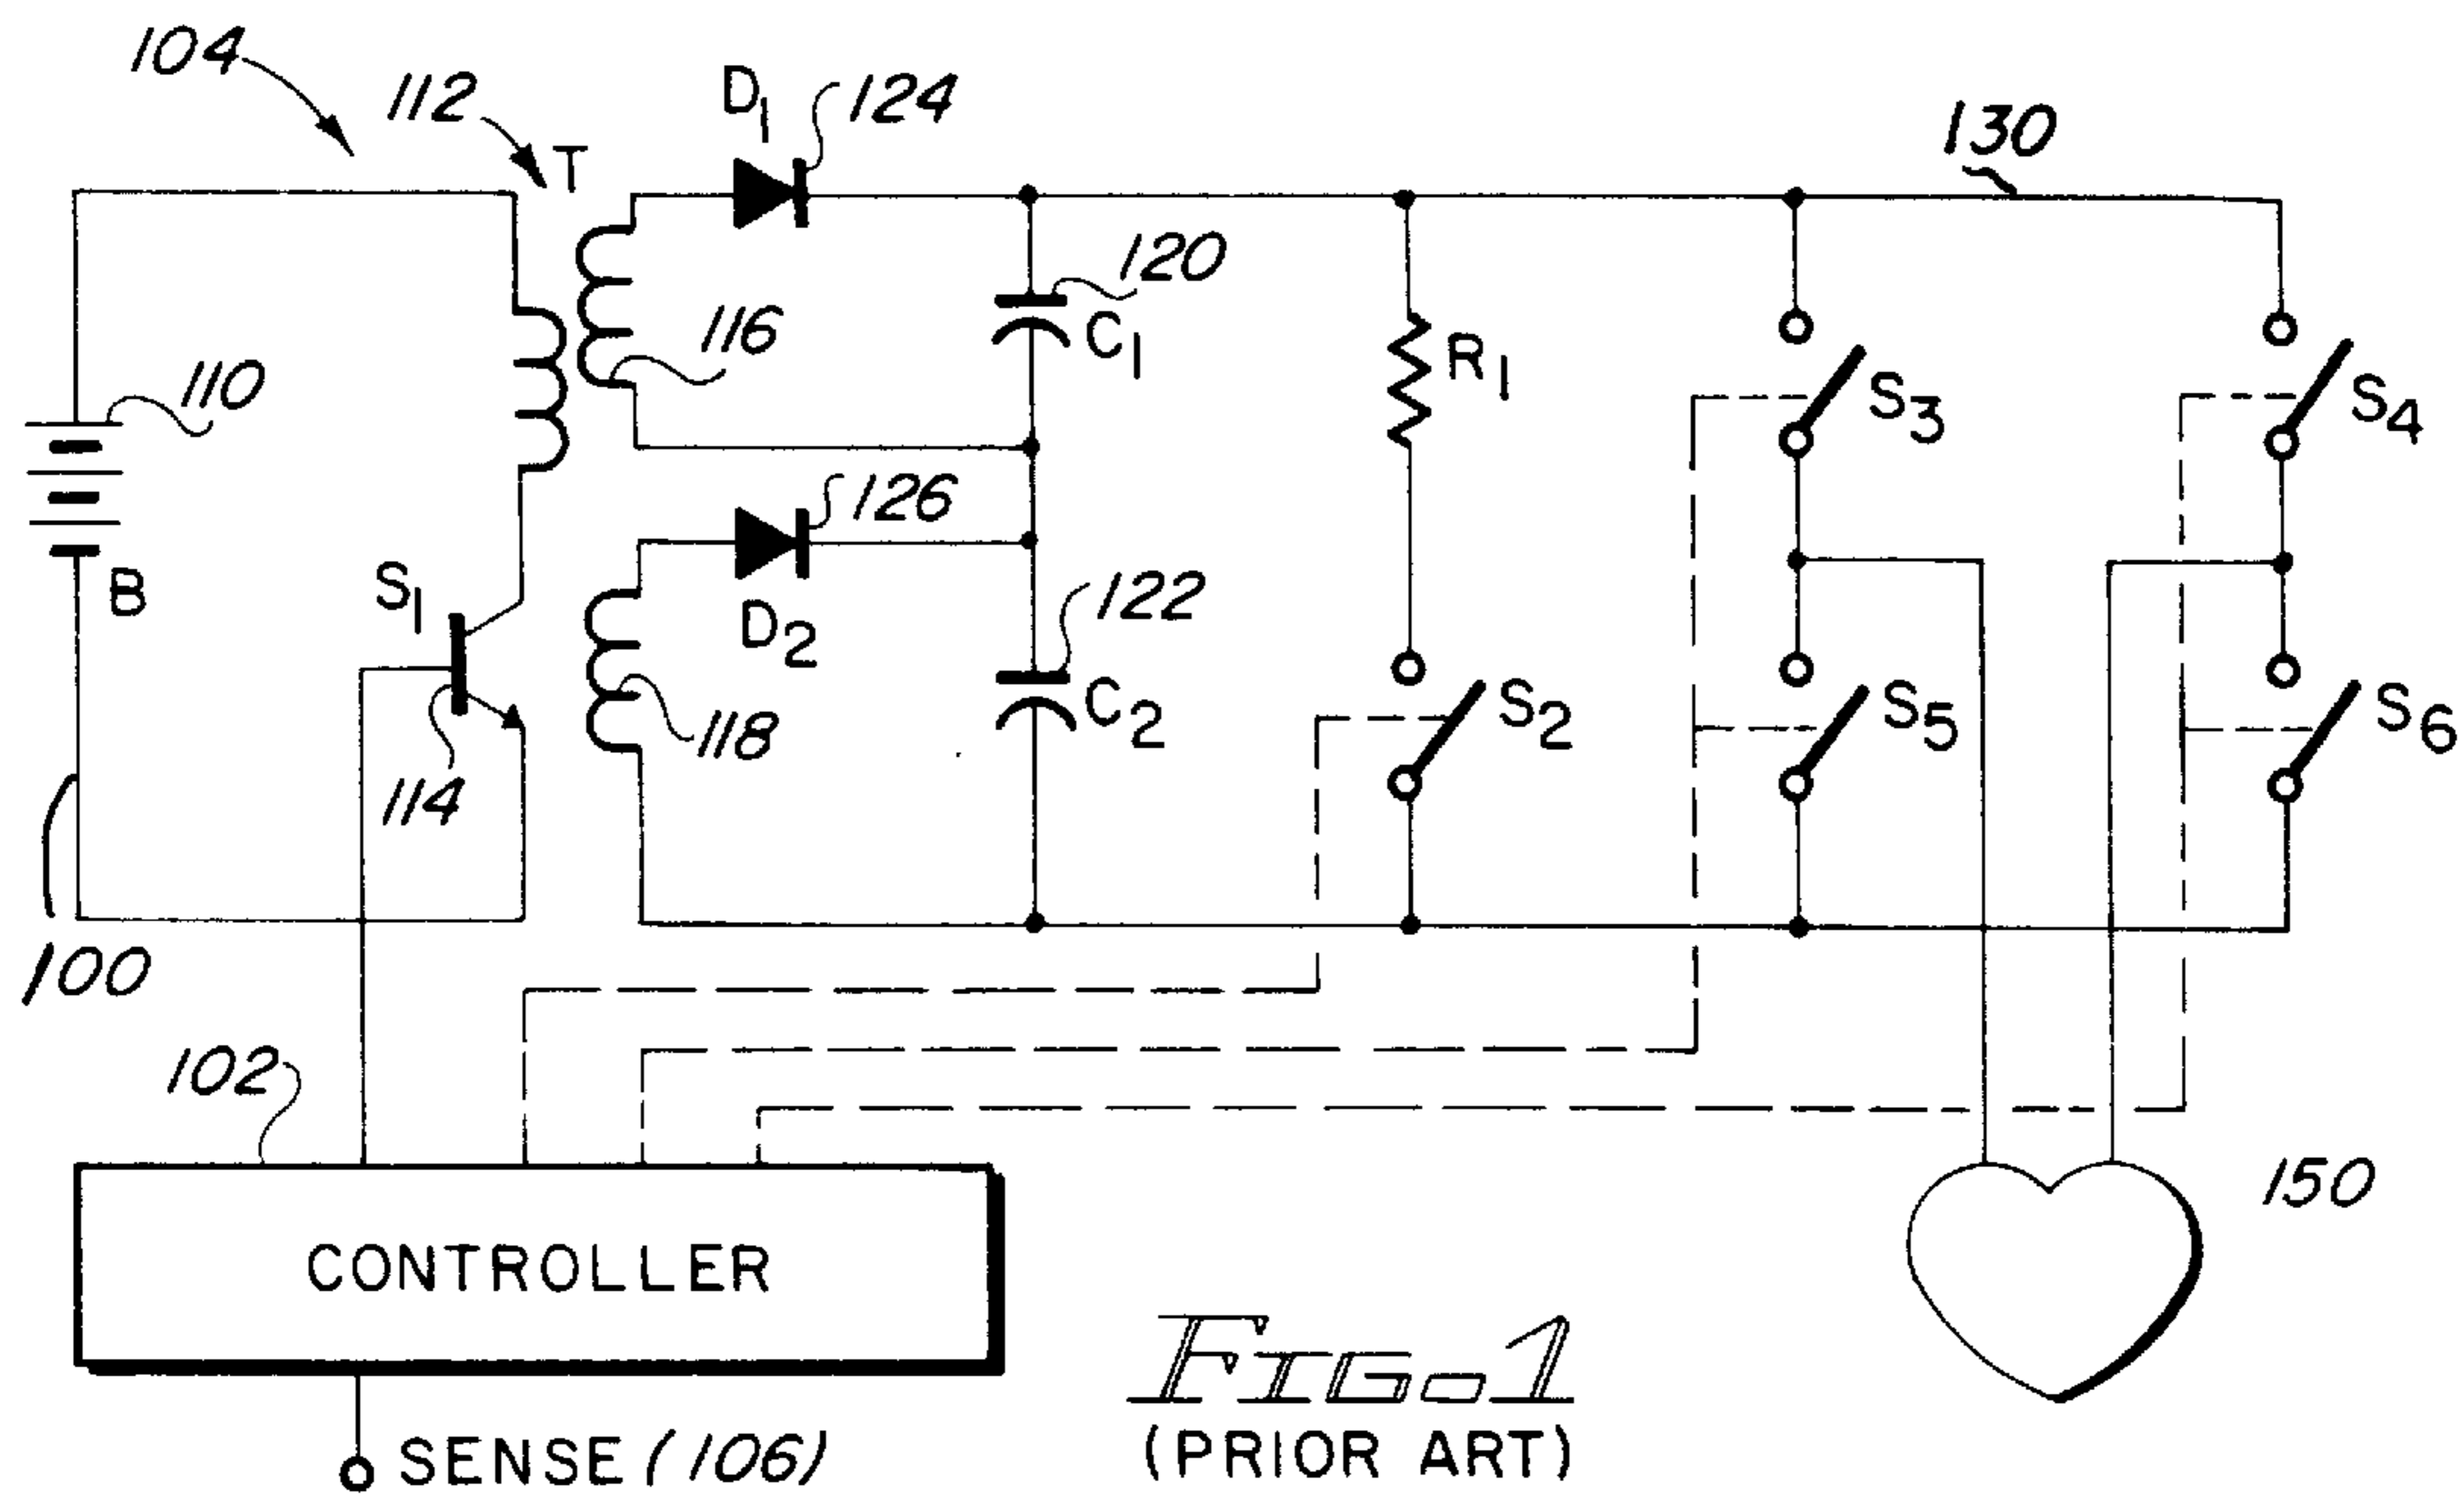 104
112
T
D1
124
130
120
C1
116
110
R1
S3
S4
126
B
S1
D2
122
C2
118
S2
S5
S6
114
100
102
150
CONTROLLER
FIG. 1
(PRIOR ART)
SENSE (106)